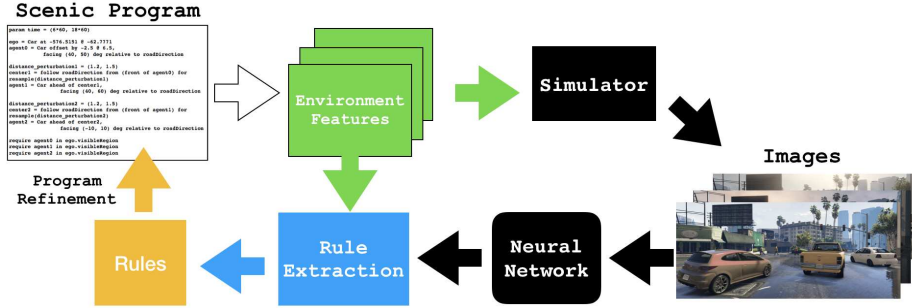 Scenic Program
param time = (6*60, 18*60)
ego = Car at -576.5151 @ -62.7771
agent0 = Car offset by -2.5 @ 6.5,
facing (40, 50) deg relative to roadDirection
distance_perturbation1 = (1.2, 1.5)
center1 = follow roadDirection from (front of agent0) for
resample(distance_perturbation1)
agent1 = Car ahead of center1,
facing (60, 60) deg relative to roadDirection
distance_perturbation2 = (1.2, 1.5)
center2 = follow roadDirection from (front of agent1) for
resample(distance_perturbation2)
agent2 = Car ahead of center2,
facing (-10, 10) deg relative to roadDirection
require agent0 in ego.visibleRegion
require agent1 in ego.visibleRegion
require agent2 in ego.visibleRegion
Environment
Features
Simulator
Images
Program
Refinement
Rules
Rule
Extraction
Neural
Network